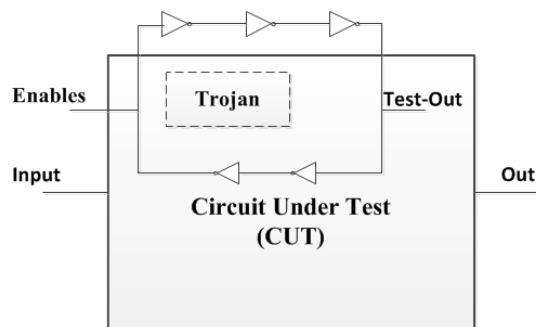 Enables
Trojan
Test-Out
Input
Out
Circuit Under Test
(CUT)